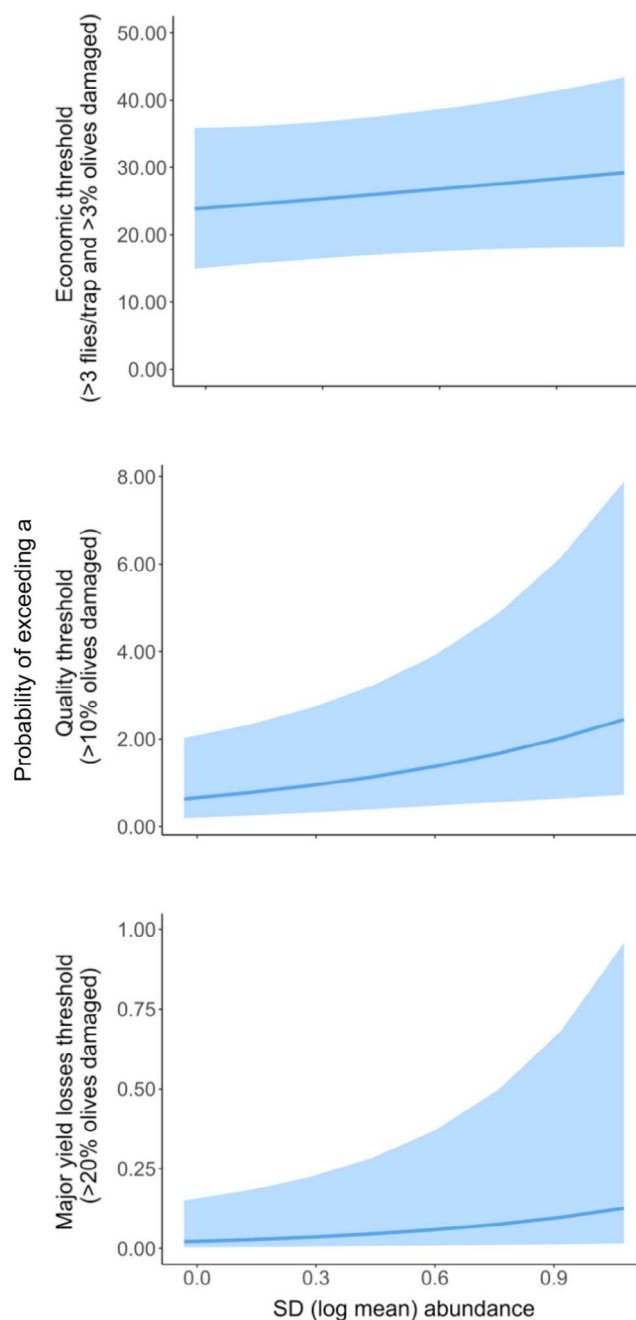 Probability of exceeding a
Economic threshold
(>3 flies/trap and >3% olives damaged)
50.00
40.00
30.00
20.00
10.00
0.00
Quality threshold
(>10% olives damaged)
8.00
6.00
4.00
2.00
0.00
Major yield losses threshold
(>20% olives damaged)
1.00
0.75
0.50
0.25
0.00
0.0 0.3 0.6 0.9
SD (log mean) abundance